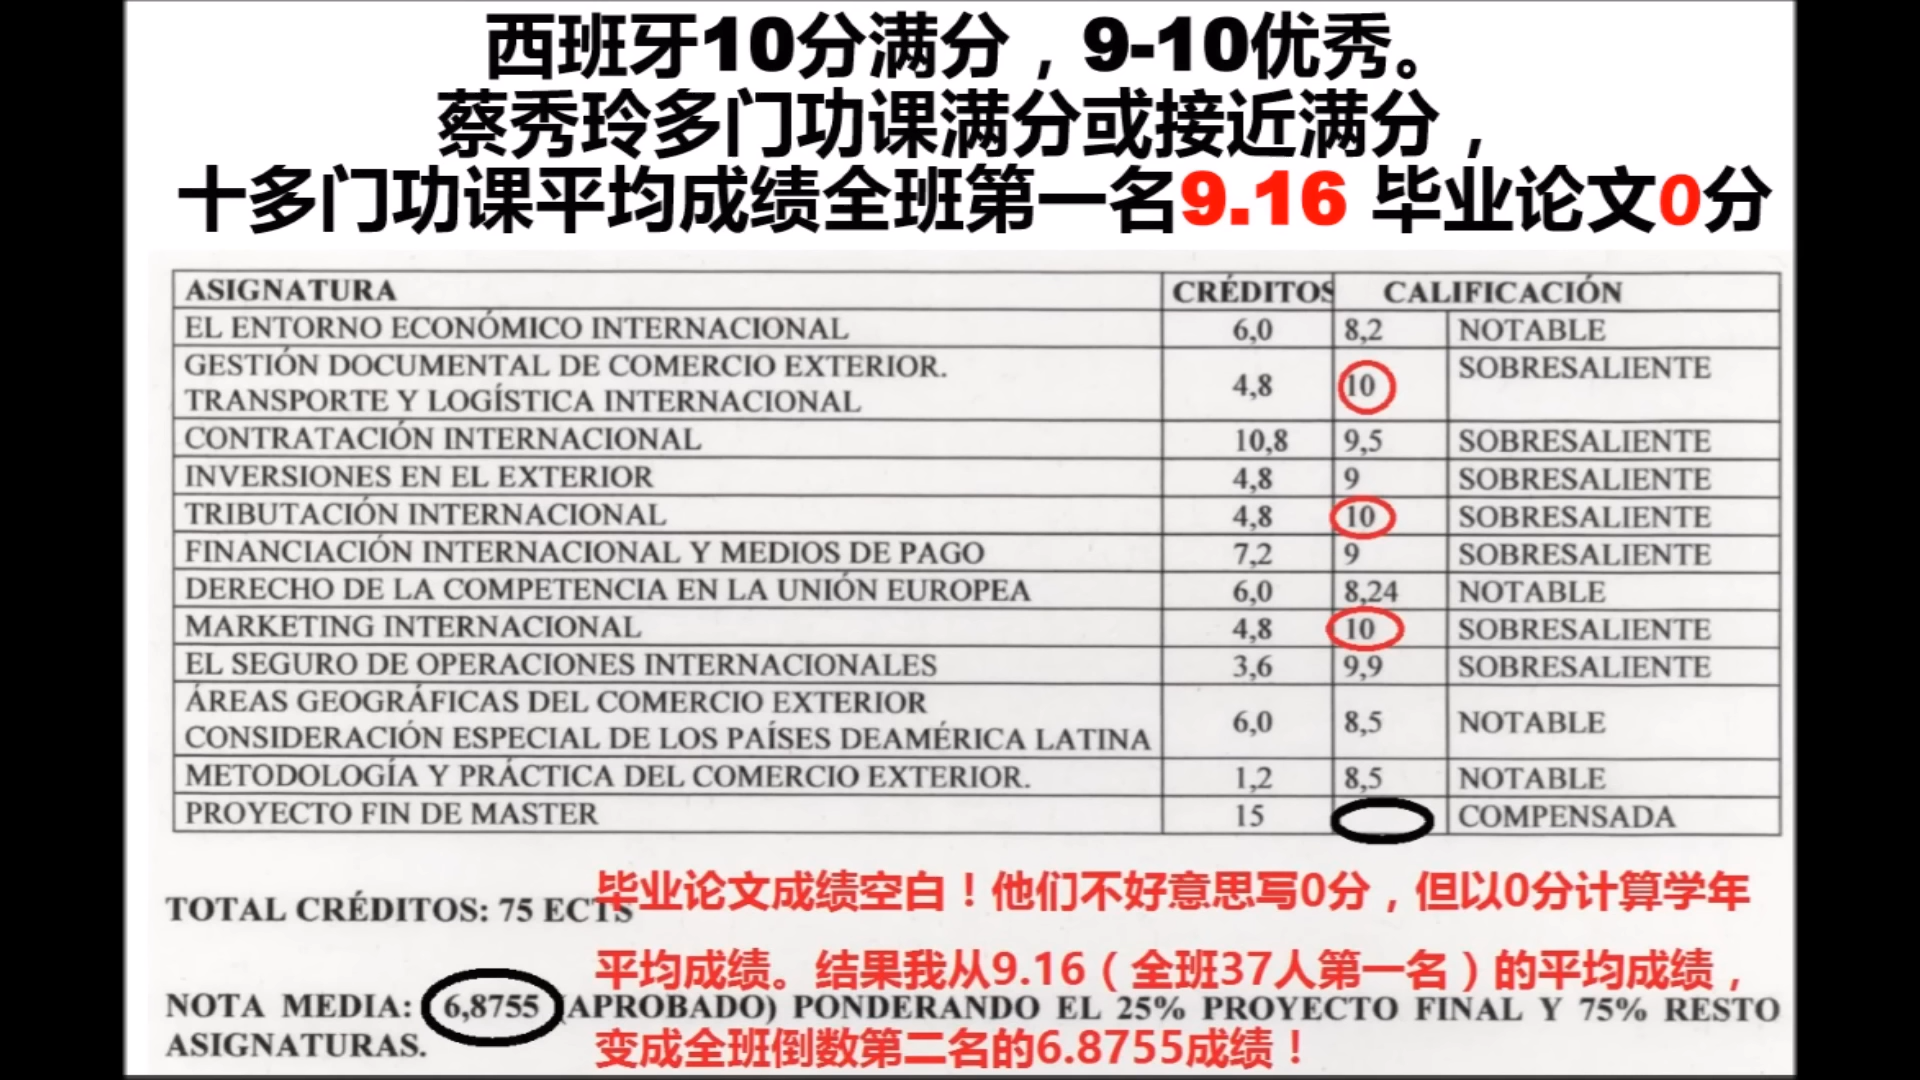 西班牙10分满分，9-10优秀。
蔡秀玲多门功课满分或接近满分，
十多门功课平均成绩全班第一名9.16 毕业论文0分
ASIGNATURA CRÉDITOS CALIFICACIÓN
EL ENTORNO ECONÓMICO INTERNACIONAL 6,0 8,2 NOTABLE
GESTIÓN DOCUMENTAL DE COMERCIO EXTERIOR.
TRANSPORTE Y LOGÍSTICA INTERNACIONAL 4,8 10 SOBRESALIENTE
CONTRATACIÓN INTERNACIONAL 10,8 9,5 SOBRESALIENTE
INVERSIONES EN EL EXTERIOR 4,8 9 SOBRESALIENTE
TRIBUTACIÓN INTERNACIONAL 4,8 10 SOBRESALIENTE
FINANCIACIÓN INTERNACIONAL Y MEDIOS DE PAGO 7,2 9 SOBRESALIENTE
DERECHO DE LA COMPETENCIA EN LA UNIÓN EUROPEA 6,0 8,24 NOTABLE
MARKETING INTERNACIONAL 4,8 10 SOBRESALIENTE
EL SEGURO DE OPERACIONES INTERNACIONALES 3,6 9,9 SOBRESALIENTE
ÁREAS GEOGRÁFICAS DEL COMERCIO EXTERIOR
CONSIDERACIÓN ESPECIAL DE LOS PAÍSES DEAMÉRICA LATINA 6,0 8,5 NOTABLE
METODOLOGÍA Y PRÁCTICA DEL COMERCIO EXTERIOR. 1,2 8,5 NOTABLE
PROYECTO FIN DE MASTER 15 COMPENSADA
毕业论文成绩空白！他们不好意思写0分，但以0分计算学年
TOTAL CRÉDITOS: 75 ECTS
平均成绩。结果我从9.16（全班37人第一名）的平均成绩，
NOTA MEDIA: 6,8755 (APROBADO) PONDERANDO EL 25% PROYECTO FINAL Y 75% RESTO
ASIGNATURAS.
变成全班倒数第二名的6.8755成绩！